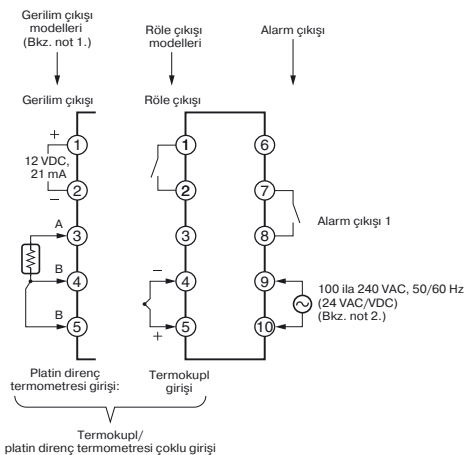 Gerilim çıkışı
modelleri
(Bkz. not 1.)
Röle çıkışı
modelleri
Alarm çıkışı
Gerilim çıkışı
Röle çıkışı
+
12 VDC,
21 mA
−
A
B
B
1
2
3
4
5
−
+
1
2
3
4
5
6
7
8
9
10
Alarm çıkışı 1
100 ila 240 VAC, 50/60 Hz
(24 VAC/VDC)
(Bkz. not 2.)
Platin direnç
termometresi girişi:
Termokupl
girişi
Termokupl/
platin direnç termometresi çoklu girişi